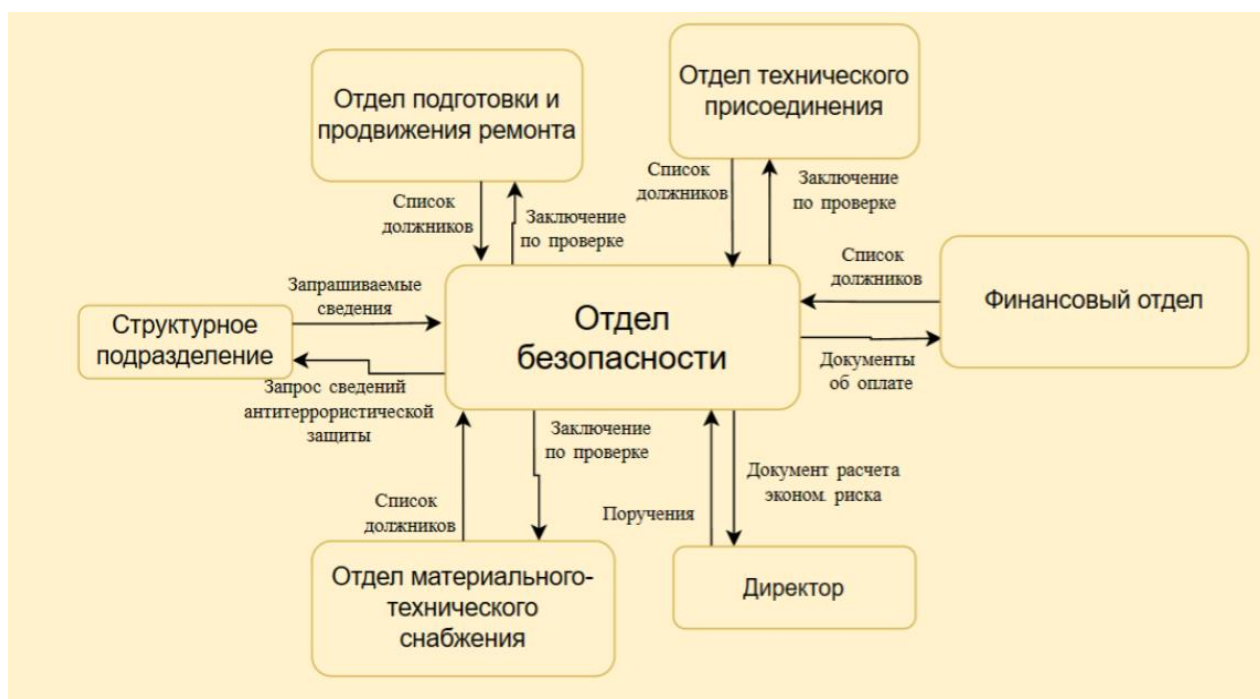 Отдел подготовки и
продвижения ремонта
Отдел технического
присоединения
Список
должников
Заключение
по проверке
Список
должников
Заключение
по проверке
Запрашиваемые
сведения
Структурное
подразделение
Запрос сведений
антитеррористической
защиты
Отдел
безопасности
Список
должников
Финансовый отдел
Документы
об оплате
Список
должников
Заключение
по проверке
Поручения
Документ расчета
эконом. риска
Отдел материального-
технического
снабжения
Директор